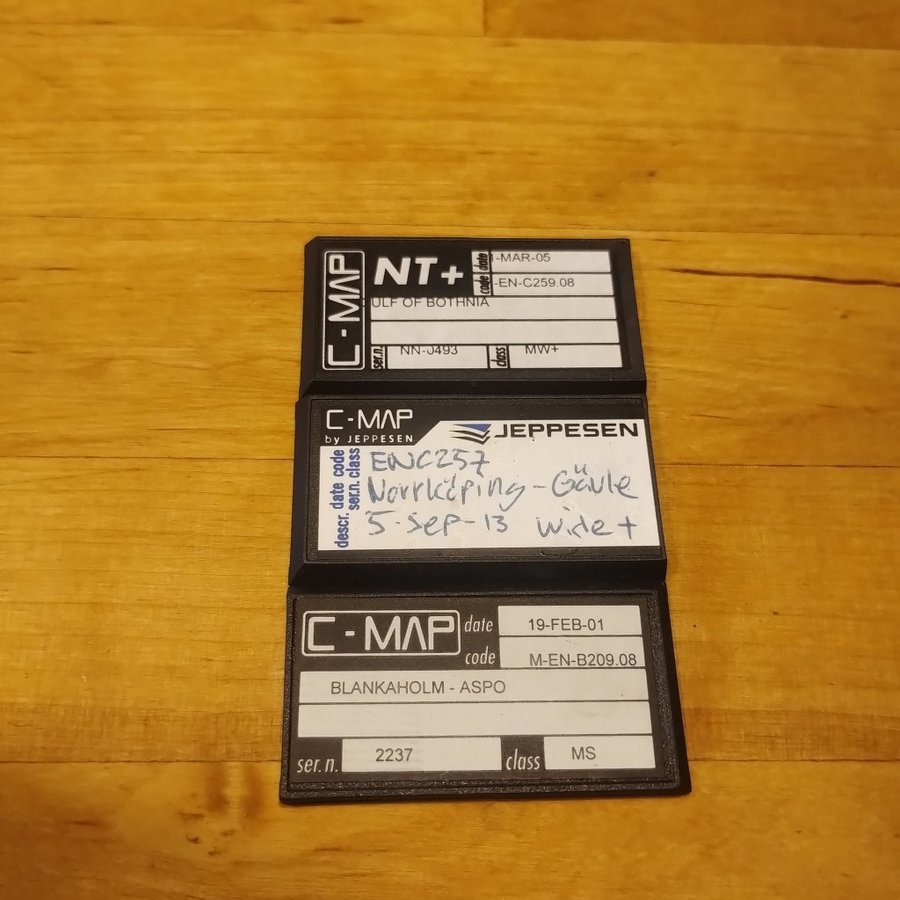 C-MAP NT+ date 1-MAR-05
code -EN-C259.08
ULF OF BOTHNIA
ser.n. NN-J493 class MW+
C-MAP JEPPESEN
by JEPPESEN
descr. date code
ser.n. class
ENC257
Norrköping - Gävle
5-Sep-13 wide+
C-MAP date 19-FEB-01
code M-EN-B209.08
BLANKAHOLM - ASPO
ser. n. 2237 class MS